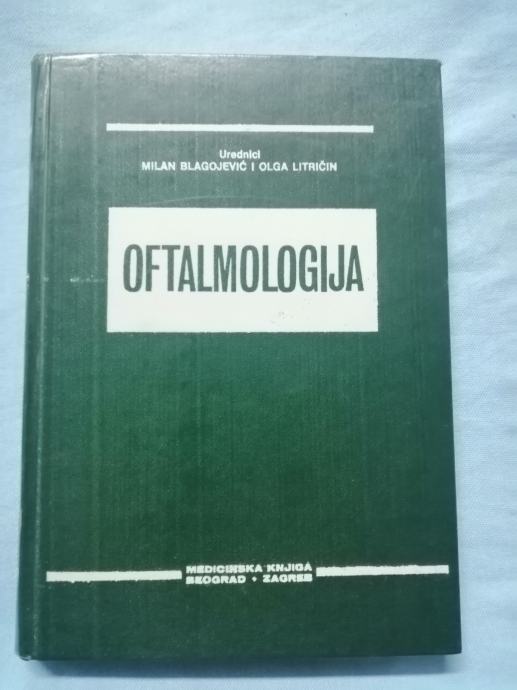 Urednici
MILAN BLAGOJEVIĆ I OLGA LITRIČIN
OFTALMOLOGIJA
MEDICINSKA KNJIGA
BEOGRAD • ZAGREB